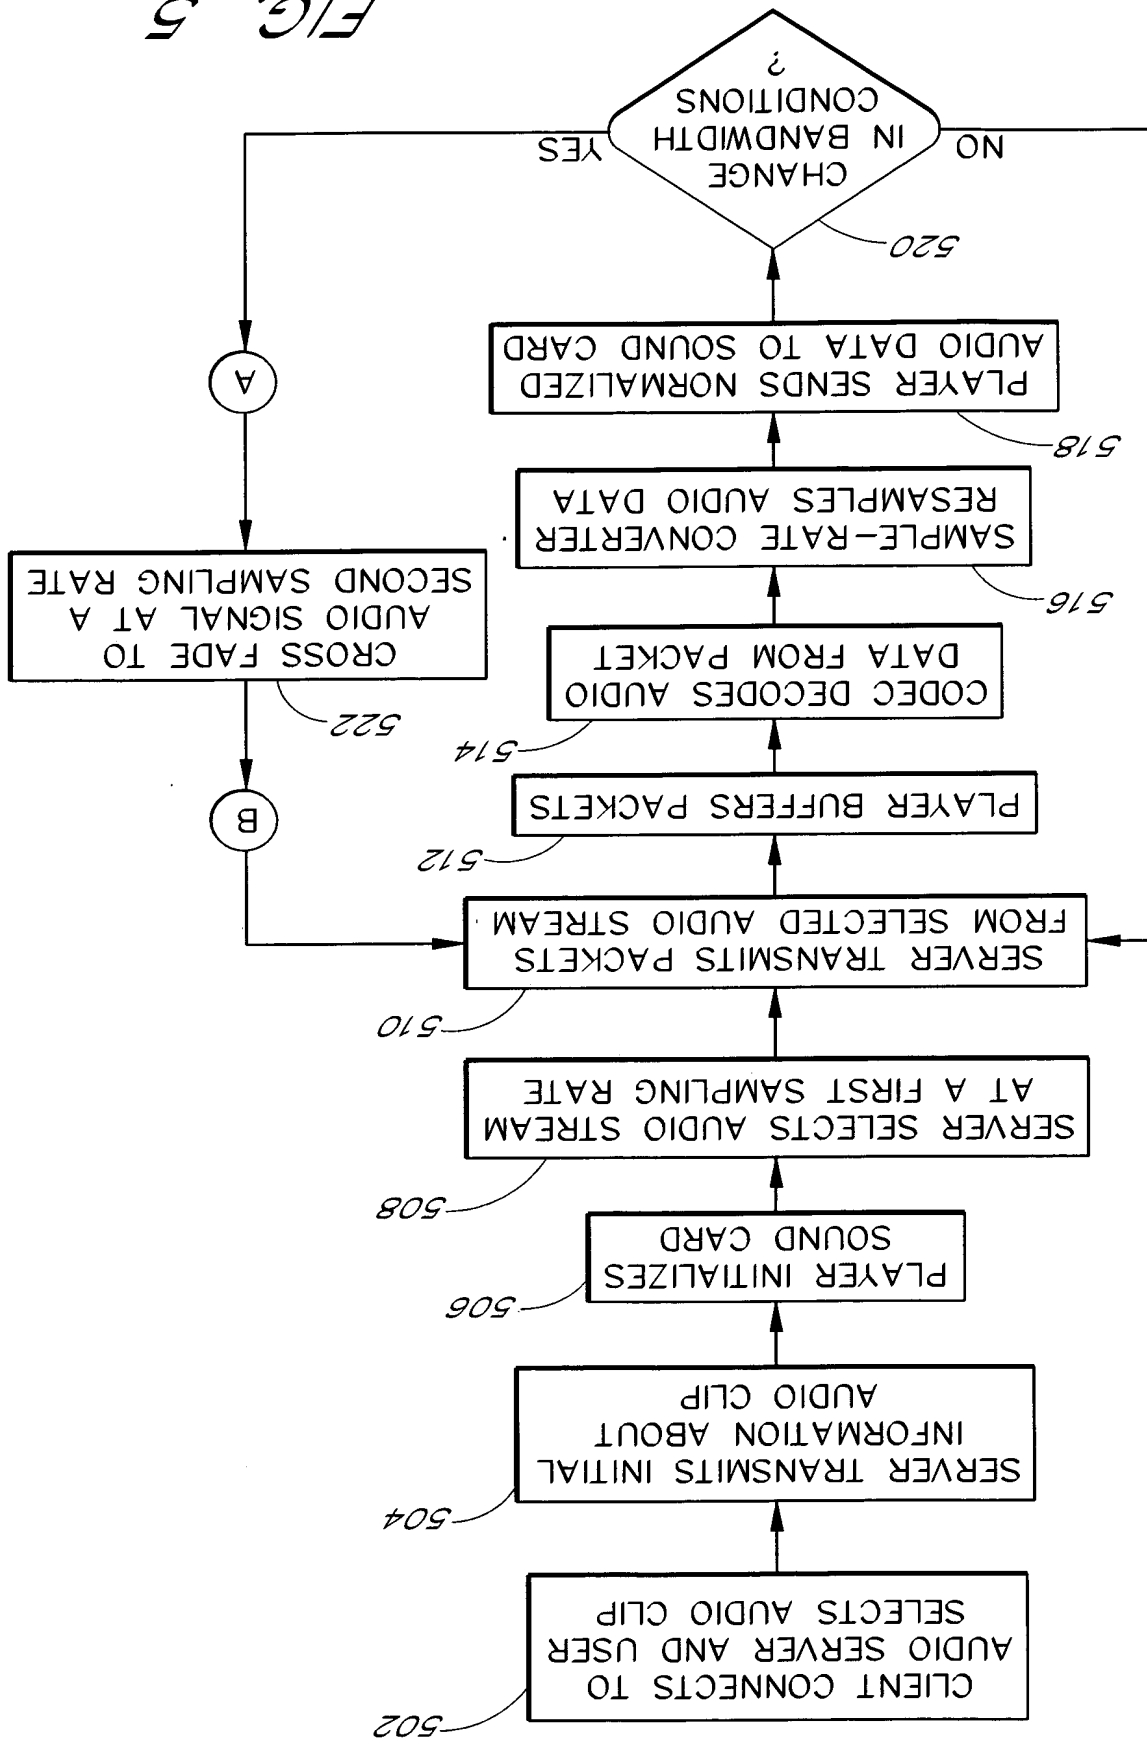 502
CLIENT CONNECTS TO
AUDIO SERVER AND USER
SELECTS AUDIO CLIP
504
SERVER TRANSMITS INITIAL
INFORMATION ABOUT
AUDIO CLIP
506
PLAYER INITIALIZES
SOUND CARD
508
SERVER SELECTS AUDIO STREAM
AT A FIRST SAMPLING RATE
510
SERVER TRANSMITS PACKETS
FROM SELECTED AUDIO STREAM
512
PLAYER BUFFERS PACKETS
514
CODEC DECODES AUDIO
DATA FROM PACKET
516
SAMPLE-RATE CONVERTER
RESAMPLES AUDIO DATA
518
PLAYER SENDS NORMALIZED
AUDIO DATA TO SOUND CARD
520
CHANGE
IN BANDWIDTH
CONDITIONS
?
NO
YES
B
522
CROSS FADE TO
AUDIO SIGNAL AT A
SECOND SAMPLING RATE
A
FIG. 5